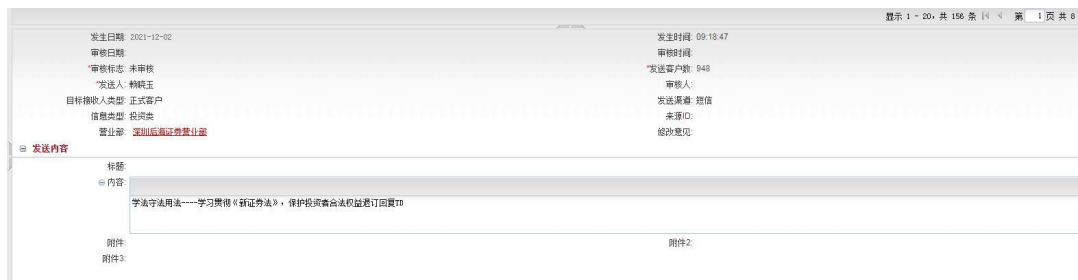 显示 1 - 20，共 156 条 第 1 页 共 8
发生日期: 2021-12-02 发生时间: 09:18:47
审核日期: 审核时间:
*审核标志: 未审核 *发送客户数: 948
*发送人: 赖晓玉 审核人:
目标接收人类型: 正式客户 发送渠道: 短信
信息类型: 投资类 来源ID:
营业部: 深圳后海证券营业部 修改意见:
发送内容
标题:
内容:
学法守法用法----学习贯彻《新证券法》，保护投资者合法权益退订回复TD
附件: 附件2:
附件3: